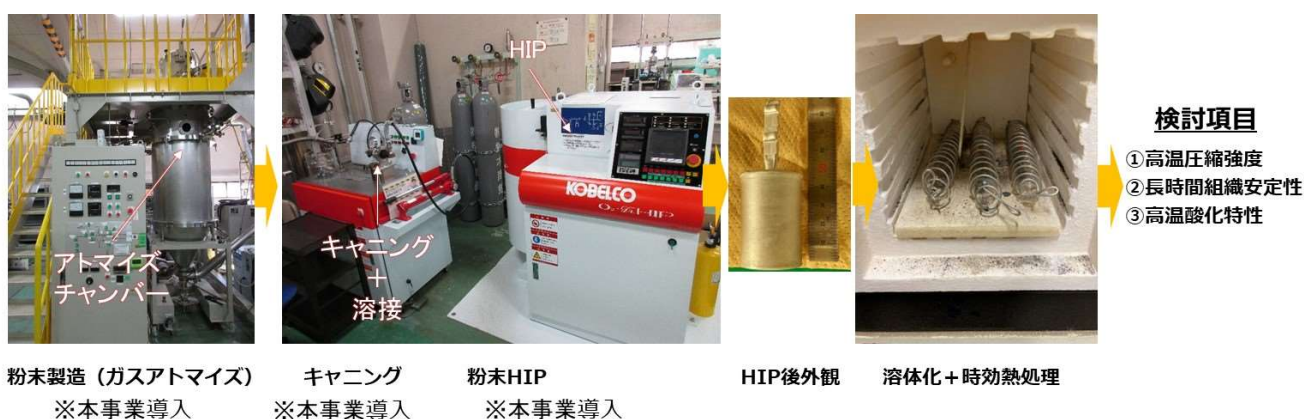 アトマイズ
チャンバー
HIP
キャニング
＋
溶接
KOBELCO
検討項目
①高温圧縮強度
②長時間組織安定性
③高温酸化特性
粉末製造（ガスアトマイズ）
キャニング
粉末HIP
HIP後外観
溶体化＋時効熱処理
※本事業導入
※本事業導入
※本事業導入